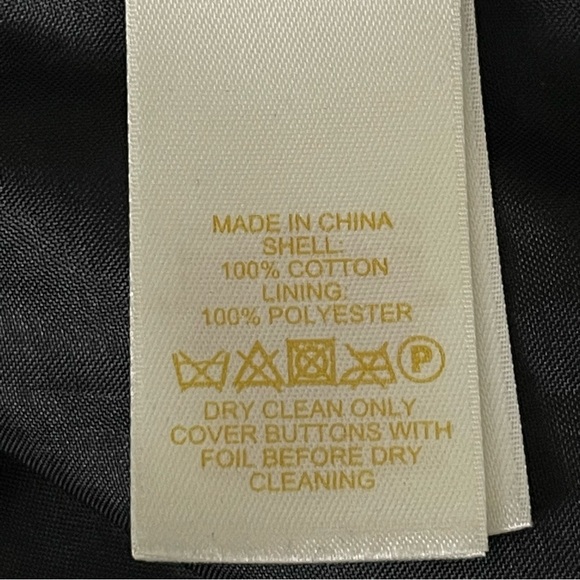 MADE IN CHINA
SHELL:
100% COTTON
LINING:
100% POLYESTER
P
DRY CLEAN ONLY
COVER BUTTONS WITH
FOIL BEFORE DRY
CLEANING